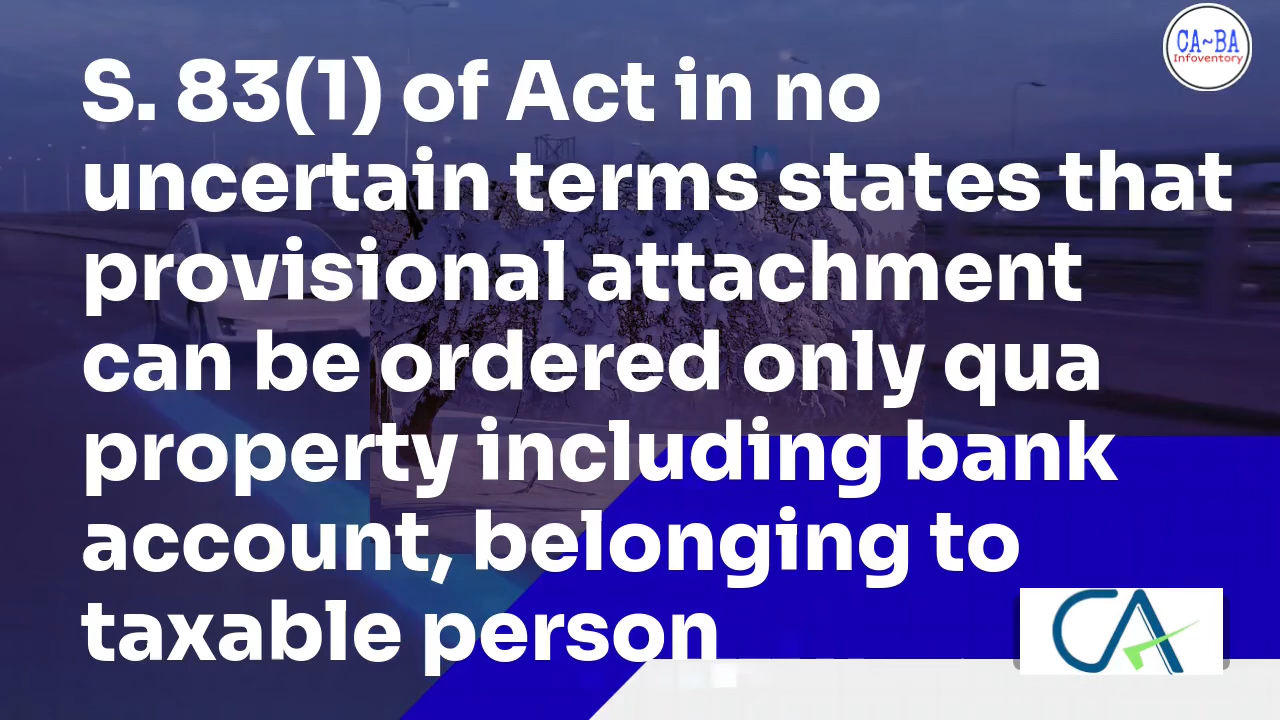 CA~BA
Infoventory
S. 83(1) of Act in no
uncertain terms states that
provisional attachment
can be ordered only qua
property including bank
account, belonging to
taxable person
CA